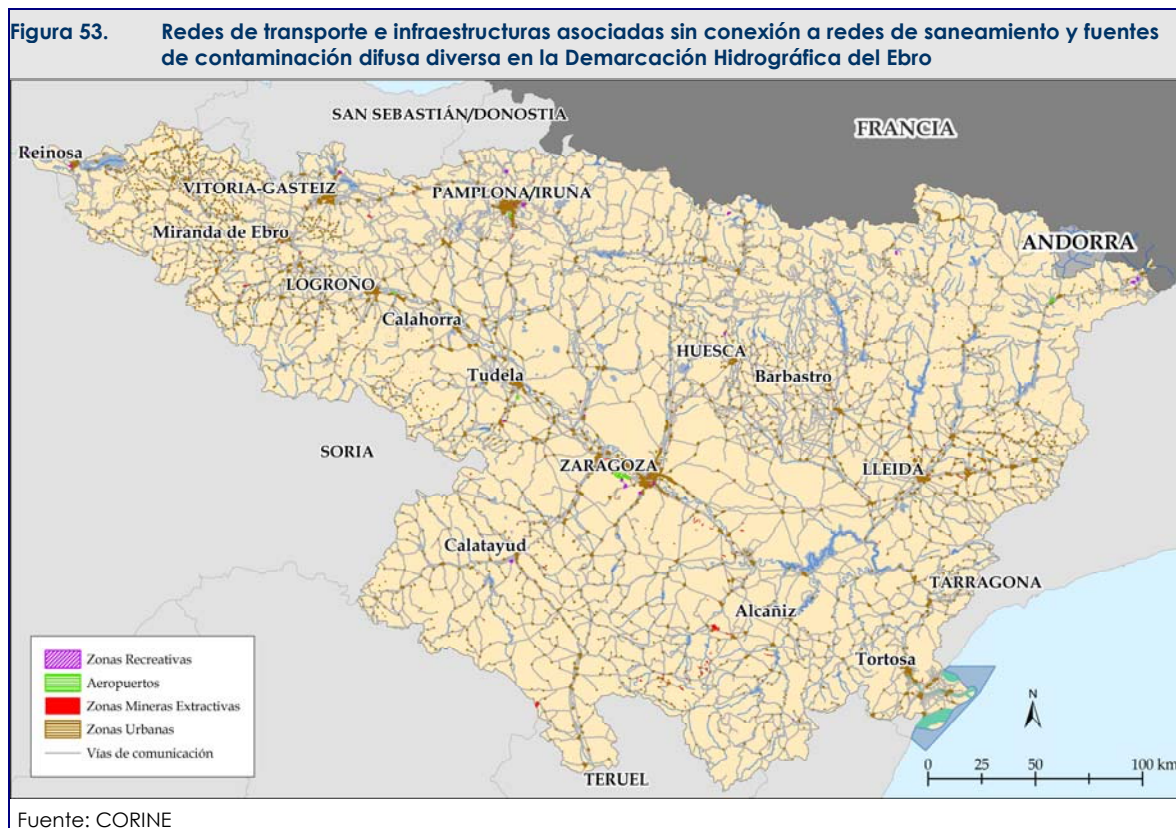 Figura 53. Redes de transporte e infraestructuras asociadas sin conexión a redes de saneamiento y fuentes
de contaminación difusa diversa en la Demarcación Hidrográfica del Ebro
SAN SEBASTIÁN/DONOSTIA
FRANCIA
Reinosa
VITORIA-GASTEIZ
PAMPLONA/IRUÑA
Miranda de Ebro
ANDORRA
LOGROÑO
Calahorra
HUESCA
Barbastro
Tudela
SORIA
ZARAGOZA
LLEIDA
Calatayud
TARRAGONA
Alcañiz
Tortosa
TERUEL
Zonas Recreativas
Aeropuertos
Zonas Mineras Extractivas
Zonas Urbanas
Vías de comunicación
N
0 25 50 100 km
Fuente: CORINE